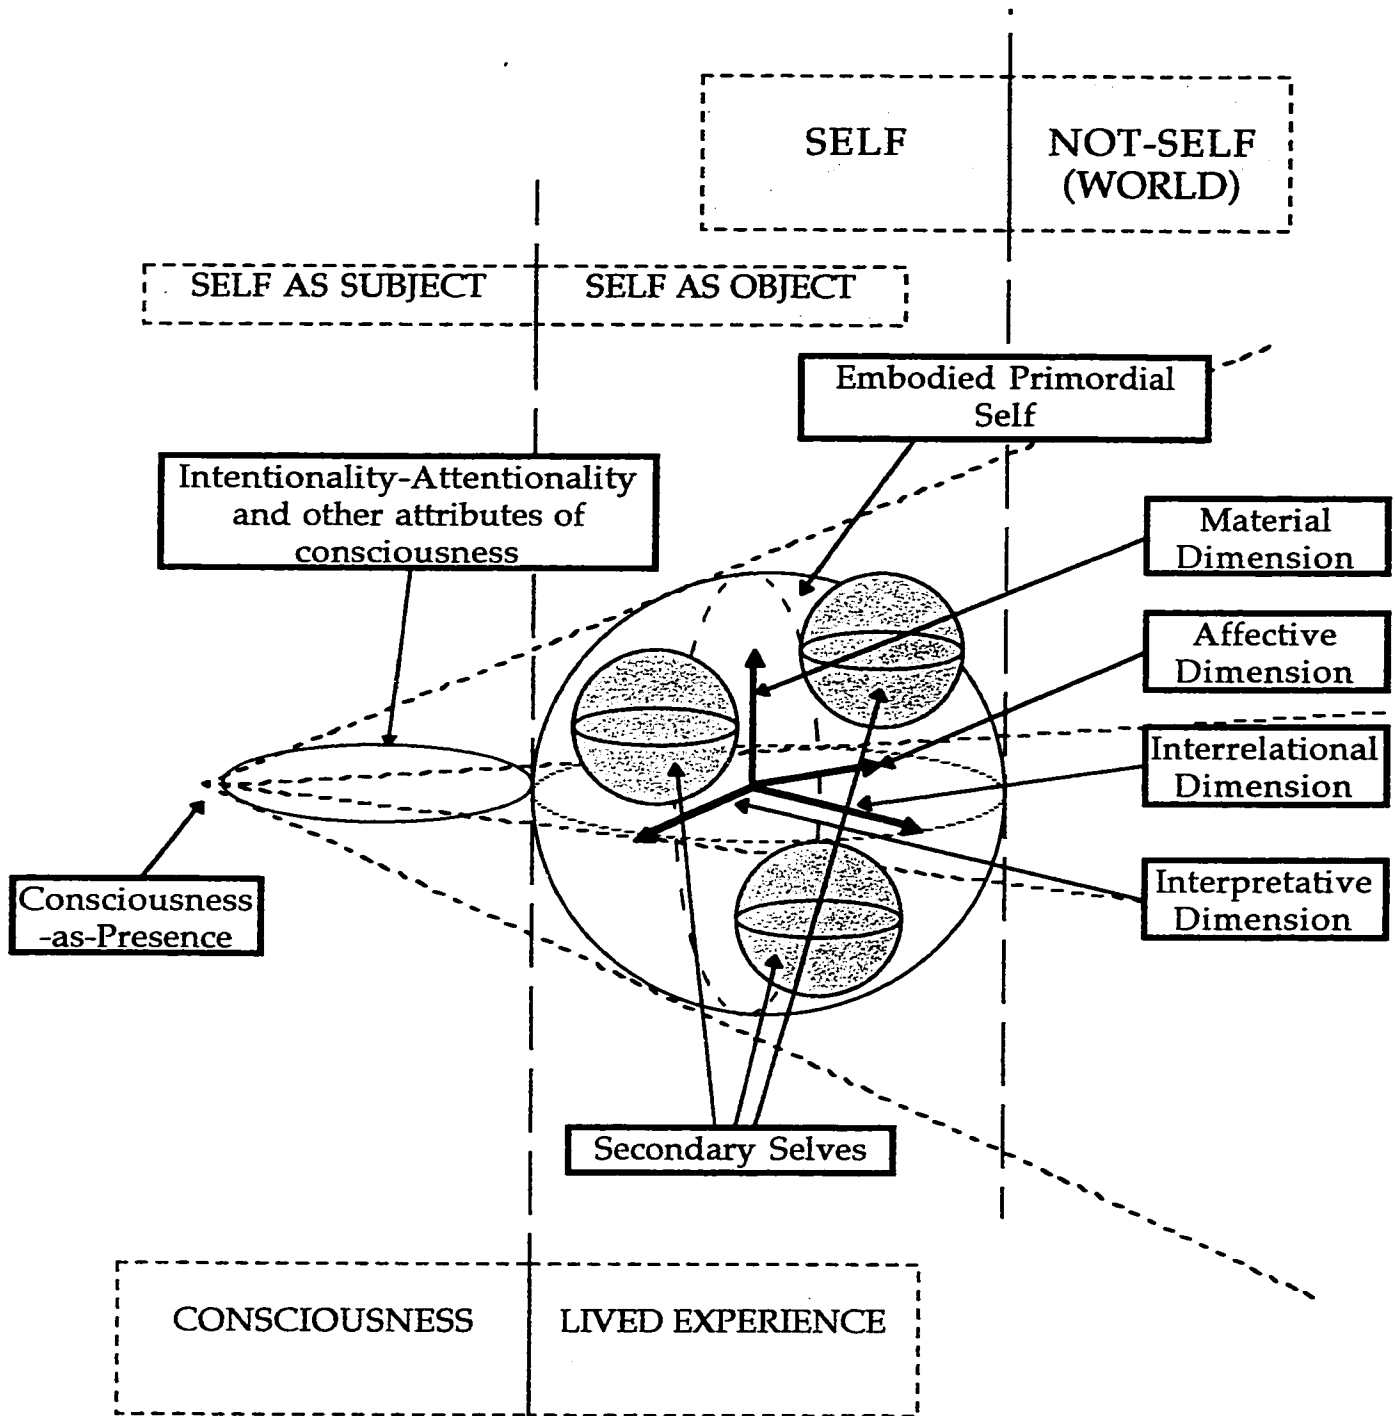 SELF
NOT-SELF
(WORLD)
SELF AS SUBJECT
SELF AS OBJECT
Embodied Primordial
Self
Intentionality-Attentionality
and other attributes of
consciousness
Material
Dimension
Affective
Dimension
Interrelational
Dimension
Interpretative
Dimension
Consciousness
-as-Presence
Secondary Selves
CONSCIOUSNESS
LIVED EXPERIENCE